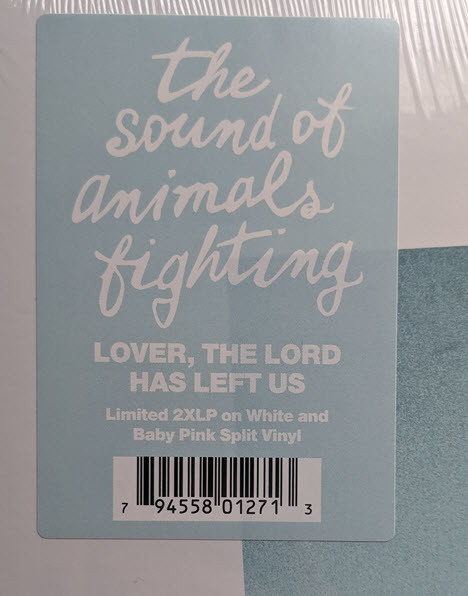 the
sound of
animals
fighting
LOVER, THE LORD
HAS LEFT US
Limited 2XLP on White and
Baby Pink Split Vinyl
7 94558 01271 3